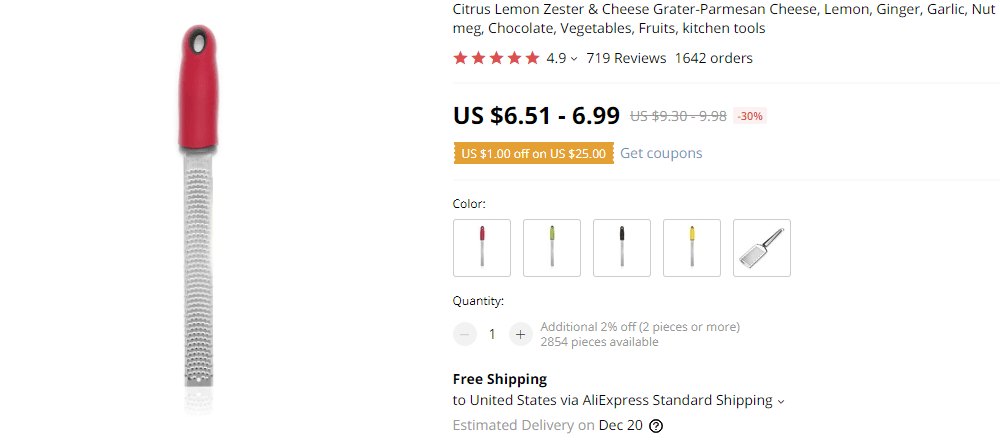 Citrus Lemon Zester & Cheese Grater-Parmesan Cheese, Lemon, Ginger, Garlic, Nut
meg, Chocolate, Vegetables, Fruits, kitchen tools
4.9 719 Reviews 1642 orders
US $6.51 - 6.99 US $9.30 - 9.98 -30%
US $1.00 off on US $25.00 Get coupons
Color:
Quantity:
1 + Additional 2% off (2 pieces or more)
2854 pieces available
Free Shipping
to United States via AliExpress Standard Shipping
Estimated Delivery on Dec 20 ?